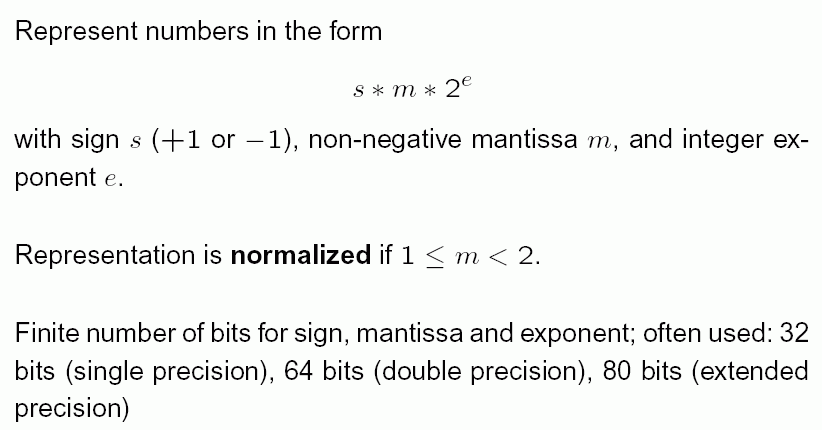 Represent numbers in the form
s ∗ m ∗ 2^e
with sign s (+1 or −1), non-negative mantissa m, and integer ex-
ponent e.
Representation is normalized if 1 ≤ m < 2.
Finite number of bits for sign, mantissa and exponent; often used: 32
bits (single precision), 64 bits (double precision), 80 bits (extended
precision)